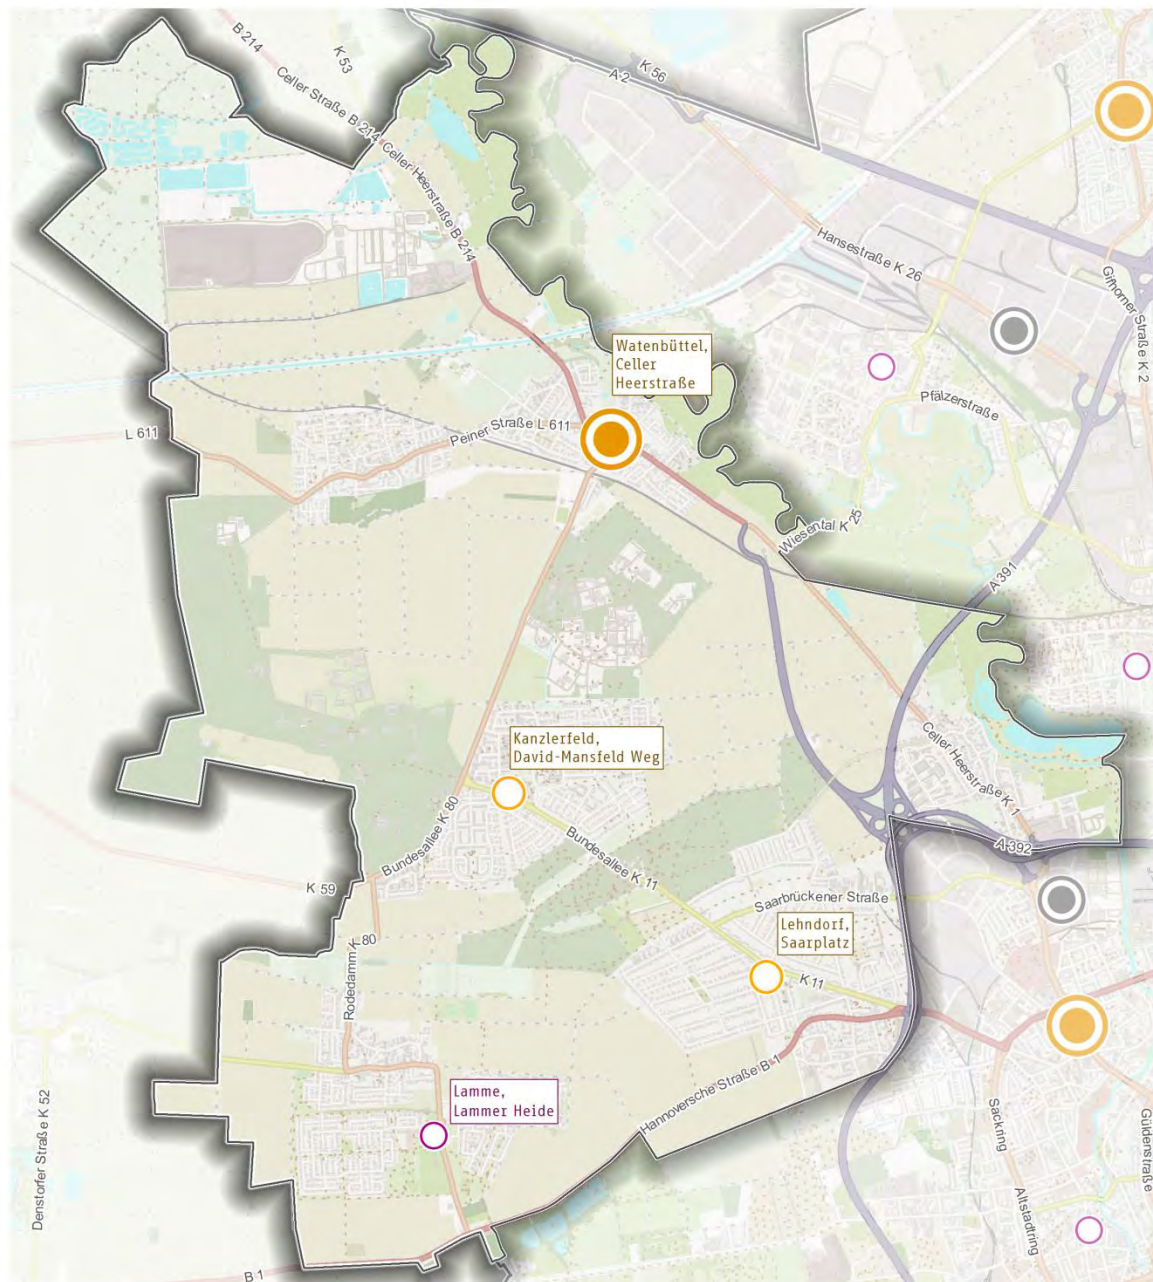 B 214
K 53
Celler Straße B 214
Celler Heerstraße B 214
A 2
K 56
Hansestraße K 26
Gifhorner Straße K 2
Watenbüttel,
Celler
Heerstraße
Pfälzerstraße
L 611
Peiner Straße L 611
Wiesental K 25
A 391
Kanzlerfeld,
David-Mansfeld Weg
Celler Heerstraße K 1
Bundesallee K 80
Bundesallee K 11
A 392
K 59
Saarbrückener Straße
Lehndorf,
Saarplatz
Rodedamm K 80
K 11
Hannoversche Straße B 1
Lamme,
Lammer Heide
Denstorfer Straße K 52
Sackring
Güldenstraße
Altstadtring
B 1